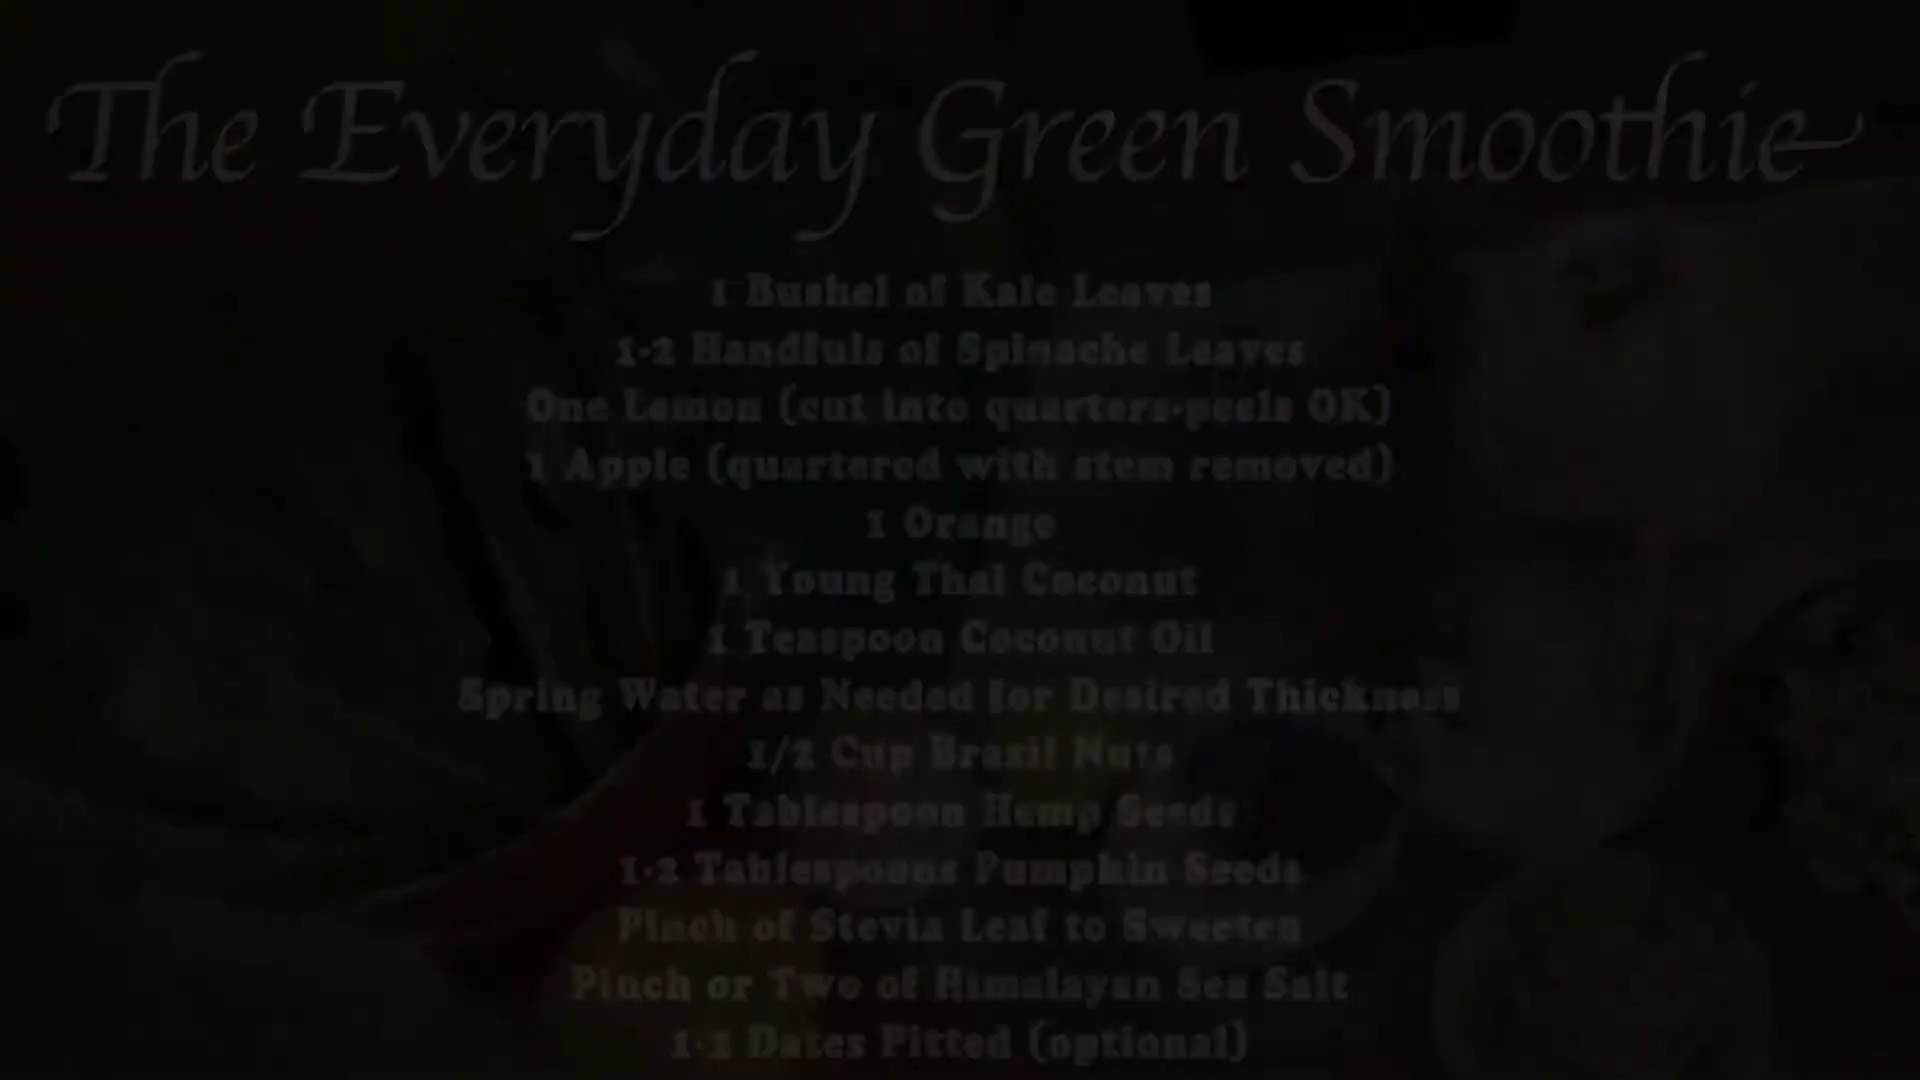 The Everyday Green Smoothie
1 Bushel of Kale Leaves
1-2 Handfuls of Spinache Leaves
One Lemon (cut into quarters-peels OK)
1 Apple (quartered with stem removed)
1 Orange
1 Young Thai Coconut
1 Teaspoon Coconut Oil
Spring Water as Needed for Desired Thickness
1/2 Cup Brazil Nuts
1 Tablespoon Hemp Seeds
1-2 Tablespoons Pumpkin Seeds
Pinch of Stevia Leaf to Sweeten
Pinch or Two of Himalayan Sea Salt
Dates Pitted (optional)